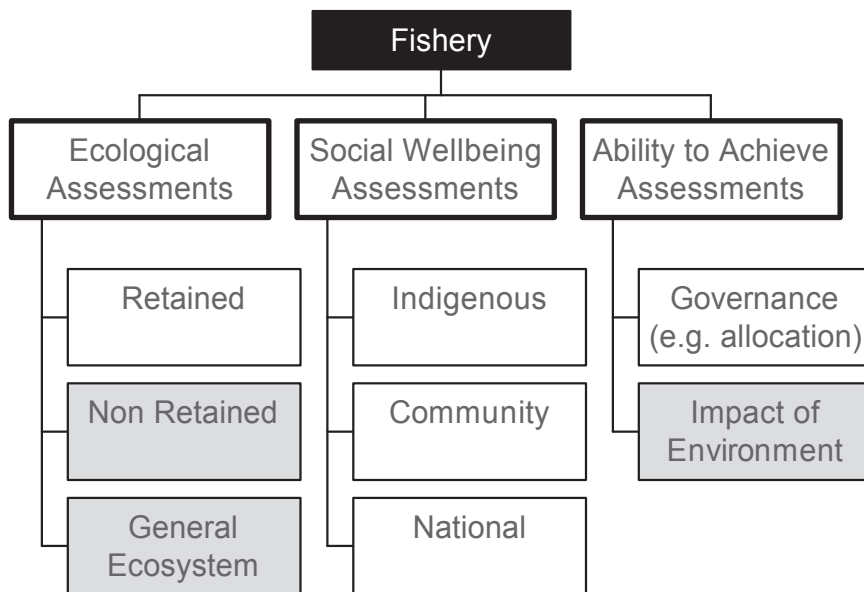 Fishery
Ecological
Assessments
Social Wellbeing
Assessments
Ability to Achieve
Assessments
Retained
Non Retained
General
Ecosystem
Indigenous
Community
National
Governance
(e.g. allocation)
Impact of
Environment